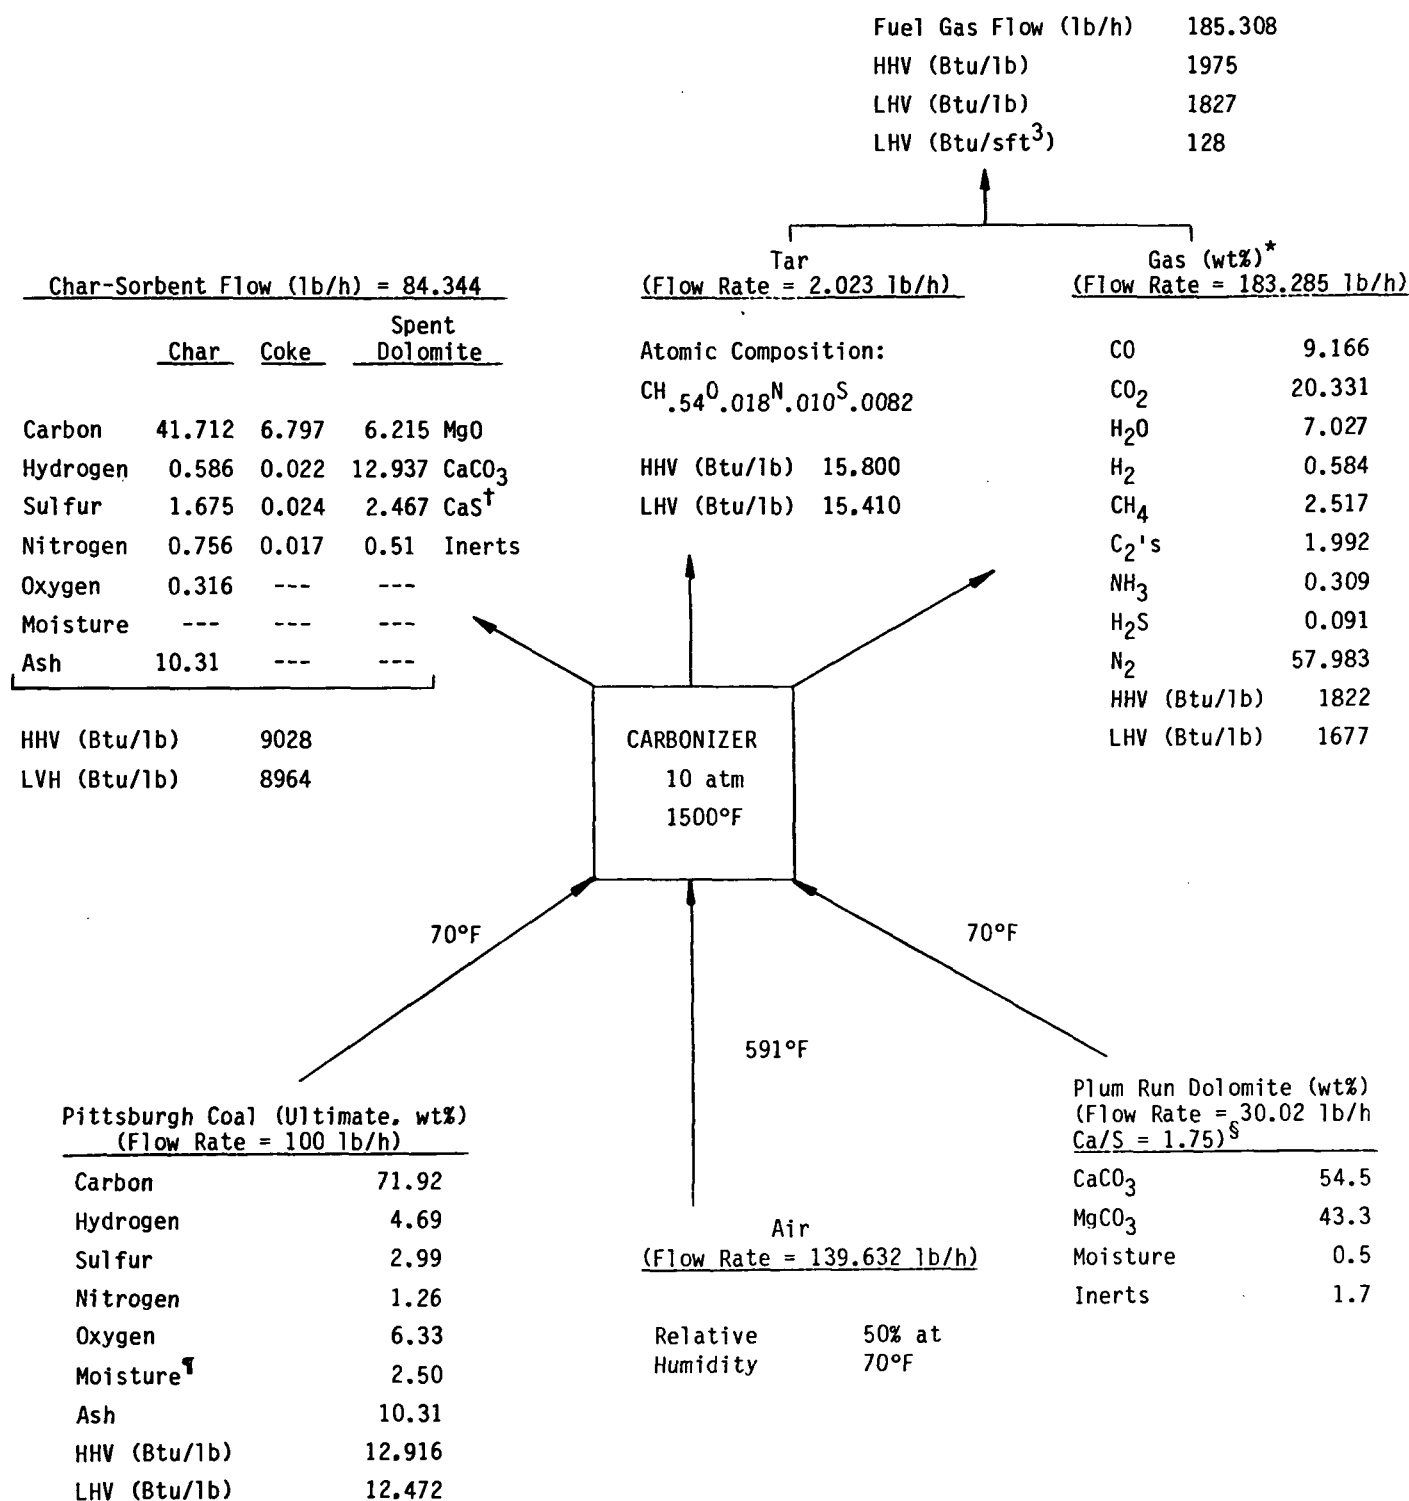 Fuel Gas Flow (lb/h) 185.308
HHV (Btu/lb) 1975
LHV (Btu/lb) 1827
LHV (Btu/sft³) 128
Char-Sorbent Flow (lb/h) = 84.344
Char Coke Spent Dolomite
Carbon 41.712 6.797 6.215 MgO
Hydrogen 0.586 0.022 12.937 CaCO₃
Sulfur 1.675 0.024 2.467 CaS†
Nitrogen 0.756 0.017 0.51 Inerts
Oxygen 0.316 --- ---
Moisture --- --- ---
Ash 10.31 --- ---
HHV (Btu/lb) 9028
LVH (Btu/lb) 8964
Tar
(Flow Rate = 2.023 lb/h)
Atomic Composition:
CH.54O.018N.010S.0082
HHV (Btu/lb) 15.800
LHV (Btu/lb) 15.410
Gas (wt%)*
(Flow Rate = 183.285 lb/h)
CO 9.166
CO₂ 20.331
H₂O 7.027
H₂ 0.584
CH₄ 2.517
C₂'s 1.992
NH₃ 0.309
H₂S 0.091
N₂ 57.983
HHV (Btu/lb) 1822
LHV (Btu/lb) 1677
CARBONIZER
10 atm
1500°F
70°F
591°F
70°F
Pittsburgh Coal (Ultimate, wt%)
(Flow Rate = 100 lb/h)
Carbon 71.92
Hydrogen 4.69
Sulfur 2.99
Nitrogen 1.26
Oxygen 6.33
Moisture¶ 2.50
Ash 10.31
HHV (Btu/lb) 12.916
LHV (Btu/lb) 12.472
Air
(Flow Rate = 139.632 lb/h)
Relative 50% at
Humidity 70°F
Plum Run Dolomite (wt%)
(Flow Rate = 30.02 lb/h
Ca/S = 1.75)§
CaCO₃ 54.5
MgCO₃ 43.3
Moisture 0.5
Inerts 1.7